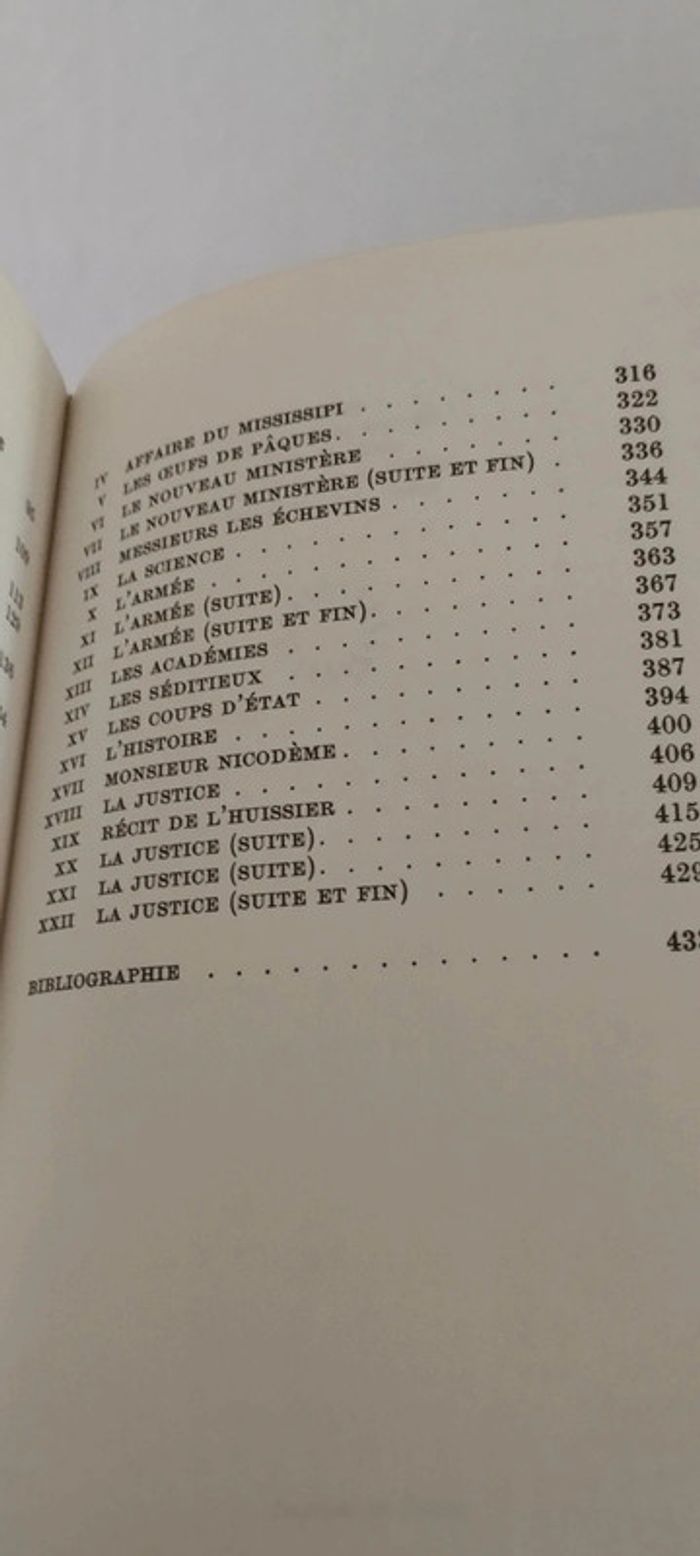 IV AFFAIRE DU MISSISSIPI . . . . . . . . 316
V LES ŒUFS DE PÂQUES. . . . . . . . . 322
VI LE NOUVEAU MINISTÈRE . . . . . . . 330
VII LE NOUVEAU MINISTÈRE (SUITE ET FIN) . 336
VIII MESSIEURS LES ÉCHEVINS . . . . . . . 344
IX LA SCIENCE . . . . . . . . . . . . . 351
X L'ARMÉE . . . . . . . . . . . . . . 357
XI L'ARMÉE (SUITE). . . . . . . . . . . 363
XII L'ARMÉE (SUITE ET FIN). . . . . . . . 367
XIII LES ACADÉMIES . . . . . . . . . . . 373
XIV LES SÉDITIEUX . . . . . . . . . . . 381
XV LES COUPS D'ÉTAT . . . . . . . . . . 387
XVI L'HISTOIRE . . . . . . . . . . . . . 394
XVII MONSIEUR NICODÈME . . . . . . . . . 400
XVIII LA JUSTICE . . . . . . . . . . . . . 406
XIX RÉCIT DE L'HUISSIER . . . . . . . . . 409
XX LA JUSTICE (SUITE). . . . . . . . . . 415
XXI LA JUSTICE (SUITE). . . . . . . . . . 425
XXII LA JUSTICE (SUITE ET FIN) . . . . . . 429
BIBLIOGRAPHIE . . . . . . . . . . . . . . 433